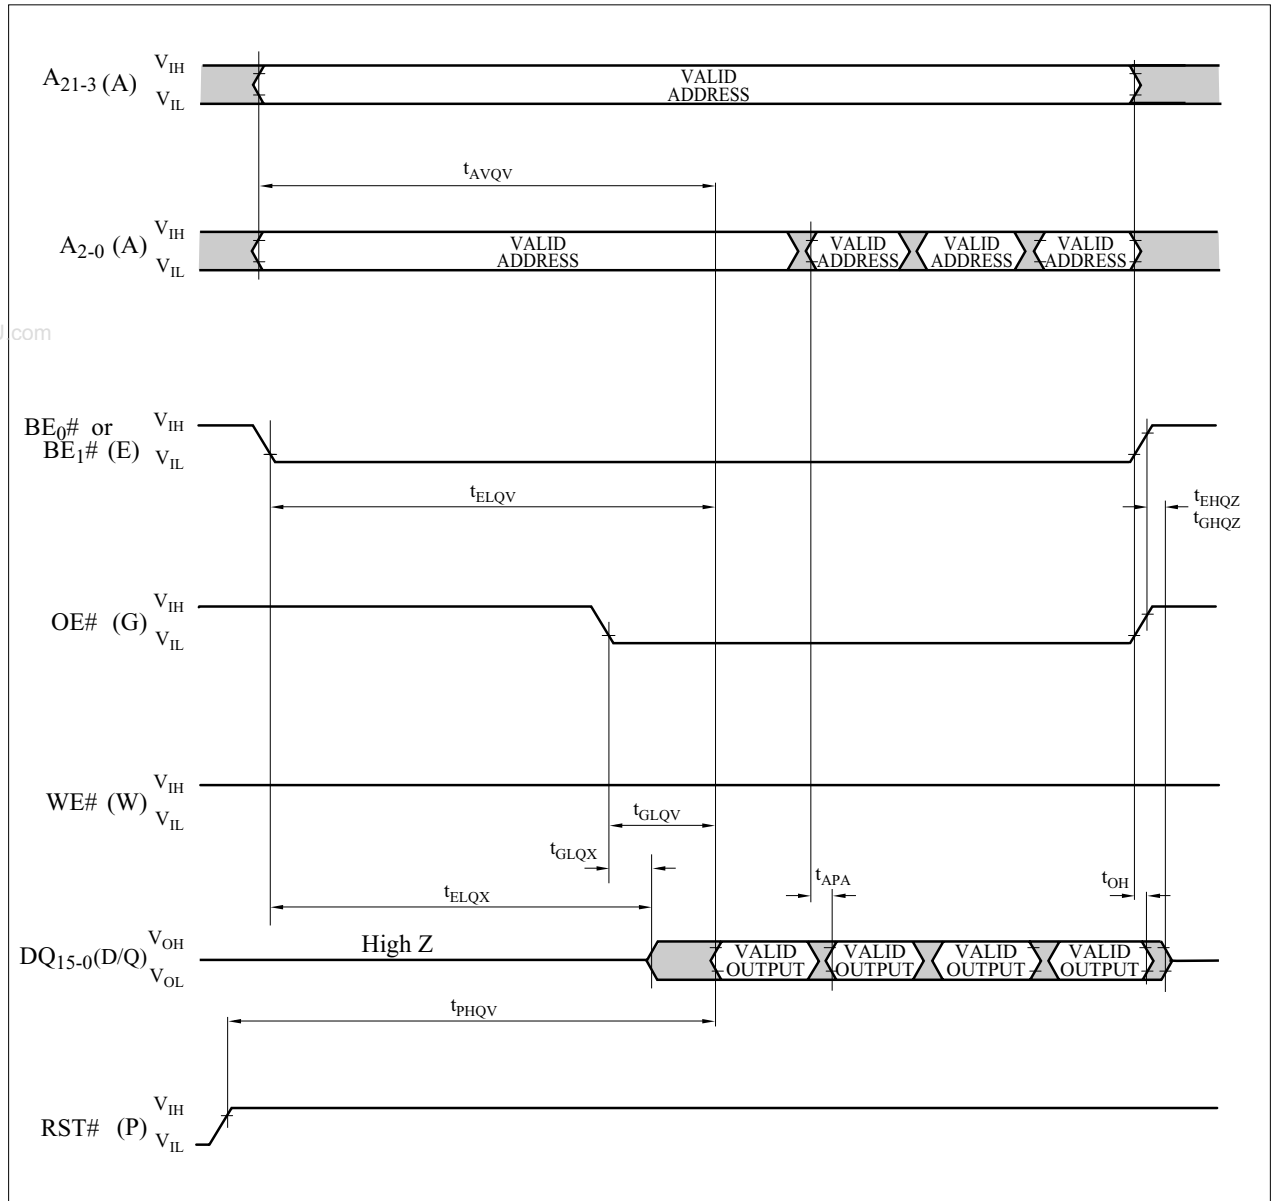 A21-3 (A) VIH VIL VALID ADDRESS
tAVQV
A2-0 (A) VIH VIL VALID ADDRESS VALID ADDRESS VALID ADDRESS VALID ADDRESS
.com
BE0# or BE1# (E) VIH VIL
tELQV tEHQZ tGHQZ
OE# (G) VIH VIL
WE# (W) VIH VIL
tGLQV
tGLQX
tELQX tAPA tOH
DQ15-0(D/Q) VOH VOL High Z VALID OUTPUT VALID OUTPUT VALID OUTPUT VALID OUTPUT
tPHQV
RST# (P) VIH VIL